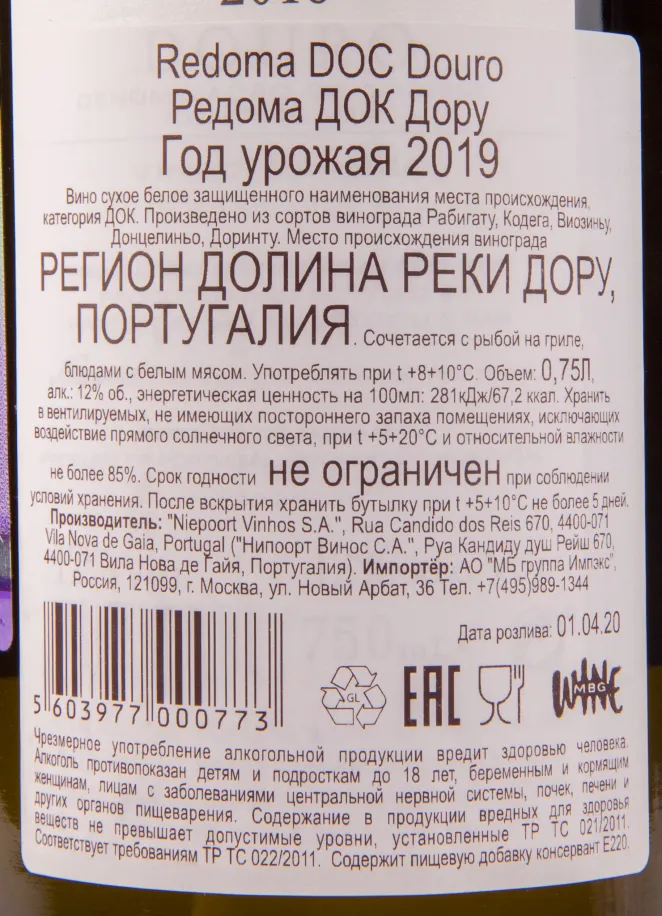 2019
Redoma DOC Douro
Редома ДОК Дору
Год урожая 2019
Вино сухое белое защищенного наименования места происхождения,
категория ДОК. Произведено из сортов винограда Рабигату, Кодега, Виозинью,
Донцелиньо, Доринту. Место происхождения винограда
РЕГИОН ДОЛИНА РЕКИ ДОРУ,
ПОРТУГАЛИЯ. Сочетается с рыбой на гриле,
блюдами с белым мясом. Употреблять при t +8+10°С. Объем: 0,75Л,
алк.: 12% об., энергетическая ценность на 100мл: 281кДж/67,2 ккал. Хранить
в вентилируемых, не имеющих постороннего запаха помещениях, исключающих
воздействие прямого солнечного света, при t +5+20°С и относительной влажности
не более 85%. Срок годности не ограничен при соблюдении
условий хранения. После вскрытия хранить бутылку при t +5+10°С не более 5 дней.
Производитель: "Niepoort Vinhos S.A.", Rua Candido dos Reis 670, 4400-071
Vila Nova de Gaia, Portugal ("Нипоорт Винос С.А.", Руа Кандиду душ Рейш 670,
4400-071 Вила Нова де Гайя, Португалия). Импортёр: АО "МБ группа Импэкс",
Россия, 121099, г. Москва, ул. Новый Арбат, 36 Тел. +7(495)989-1344
Дата розлива: 01.04.20
GL
EAC
WINE
MBG
5 603977 000773
Чрезмерное употребление алкогольной продукции вредит здоровью человека.
Алкоголь противопоказан детям и подросткам до 18 лет, беременным и кормящим
женщинам, лицам с заболеваниями центральной нервной системы, почек, печени и
других органов пищеварения. Содержание в продукции вредных для здоровья
веществ не превышает допустимые уровни, установленные ТР ТС 021/2011.
Соответствует требованиям ТР ТС 022/2011. Содержит пищевую добавку консервант Е220.